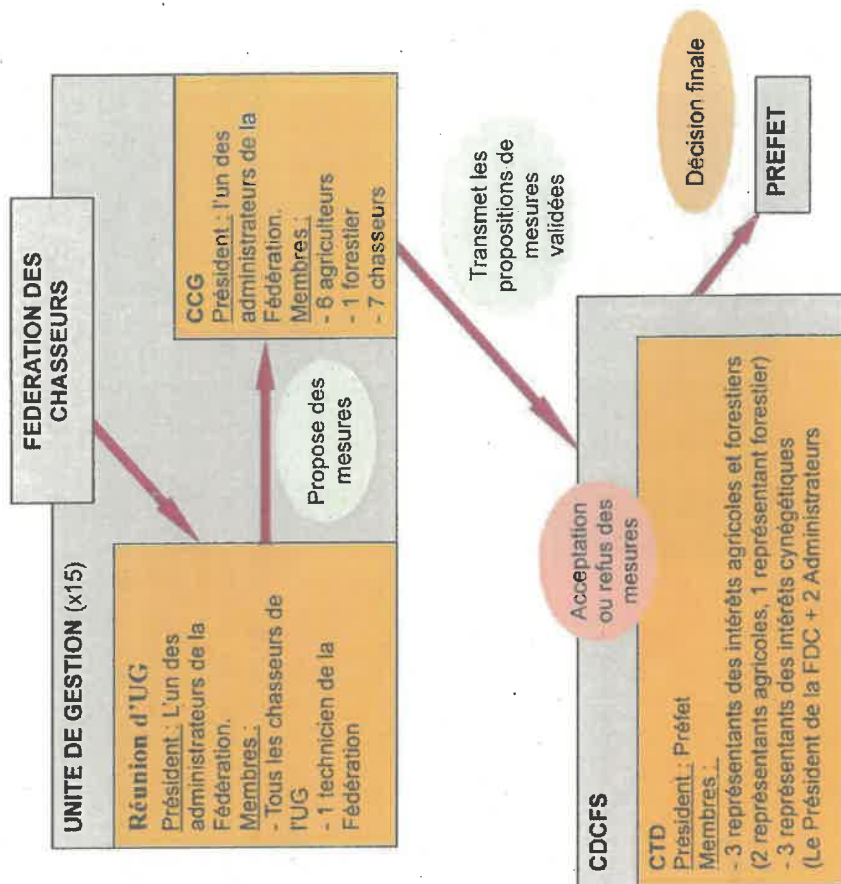 FEDERATION DES
CHASSEURS
UNITE DE GESTION (x15)
Réunion d'UG
Président : L'un des
administrateurs de la
Fédération.
Membres :
- Tous les chasseurs de
l'UG
- 1 technicien de la
Fédération
Propose des
mesures
CCG
Président : l'un des
administrateurs de la
Fédération.
Membres :
- 6 agriculteurs
- 1 forestier
- 7 chasseurs
Transmet les
propositions de
mesures
validées
CDCFS
Acceptation
ou refus des
mesures
CTD
Président : Préfet
Membres :
- 3 représentants des intérêts agricoles et forestiers
(2 représentants agricoles, 1 représentant forestier)
- 3 représentants des intérêts cynégétiques
(Le Président de la FDC + 2 Administrateurs
Décision finale
PREFET